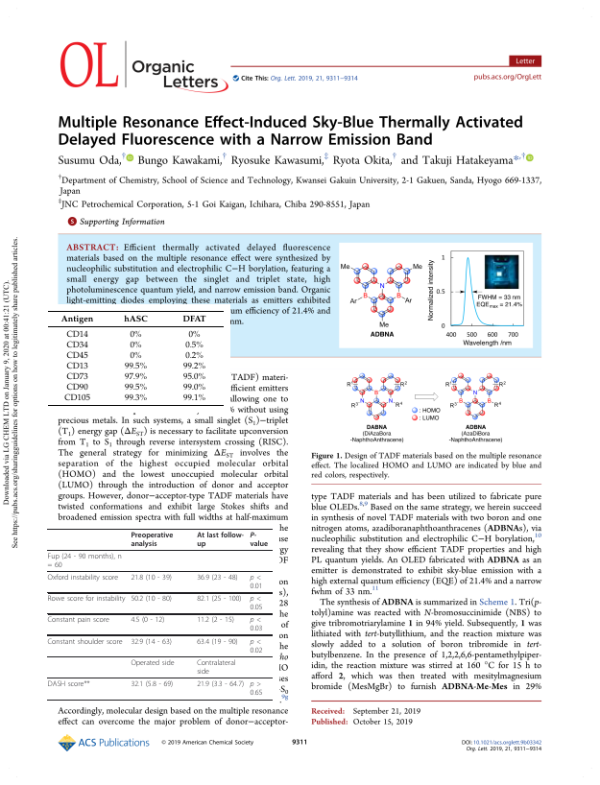 Downloaded via LG CHEM LTD on January 9, 2020 at 00:41:21 (UTC).
See https://pubs.acs.org/sharingguidelines for options on how to legitimately share published articles.
OL Organic
Letters
Cite This: Org. Lett. 2019, 21, 9311−9314
Letter
pubs.acs.org/OrgLett
Multiple Resonance Effect-Induced Sky-Blue Thermally Activated
Delayed Fluorescence with a Narrow Emission Band
Susumu Oda,† Bungo Kawakami,† Ryosuke Kawasumi,‡ Ryota Okita,† and Takuji Hatakeyama*,†
†Department of Chemistry, School of Science and Technology, Kwansei Gakuin University, 2-1 Gakuen, Sanda, Hyogo 669-1337,
Japan
‡JNC Petrochemical Corporation, 5-1 Goi Kaigan, Ichihara, Chiba 290-8551, Japan
S Supporting Information
ABSTRACT: Efficient thermally activated delayed fluorescence
materials based on the multiple resonance effect were synthesized by
nucleophilic substitution and electrophilic C−H borylation, featuring a
small energy gap between the singlet and triplet state, high
photoluminescence quantum yield, and narrow emission band. Organic
light-emitting diodes employing these materials as emitters exhibited
um efficiency of 21.4% and
nm.
Me Me
N
B B
Ar Ar
Me
ADBNA
Normalized intensity
1
0.5
0
FWHM = 33 nm
EQEmax = 21.4%
400 500 600 700
Wavelength /nm
Antigen hASC DFAT
CD14 0% 0%
CD34 0% 0.5%
CD45 0% 0.2%
CD13 99.5% 99.2%
CD73 97.9% 95.0%
CD90 99.5% 99.0%
CD105 99.3% 99.1%
TADF) materi-
fficient emitters
allowing one to
% without using
precious metals. In such systems, a small singlet (S1)−triplet
(T1) energy gap (ΔEST) is necessary to facilitate upconversion
from T1 to S1 through reverse intersystem crossing (RISC).
The general strategy for minimizing ΔEST involves the
separation of the highest occupied molecular orbital
(HOMO) and the lowest unoccupied molecular orbital
(LUMO) through the introduction of donor and acceptor
groups. However, donor−acceptor-type TADF materials have
twisted conformations and exhibit large Stokes shifts and
broadened emission spectra with full widths at half-maximum
Preoperative analysis At last follow-up P-value
Fup (24 - 98 months), n = 60
Oxford instability score 21.8 (10 - 39) 36.9 (23 - 48) p < 0.01
Rowe score for instability 50.2 (10 - 80) 82.1 (25 - 100) p < 0.05
Constant pain score 4.5 (0 - 12) 11.2 (2 - 15) p < 0.03
Constant shoulder score 32.9 (14 - 63) 63.4 (19 - 90) p < 0.02
Operated side Contralateral side
DASH score** 32.1 (5.8 - 69) 21.9 (3.3 - 64.7) p > 0.65
he
use
gy
DF
on
s),
28
of
on
he
ho
MO
es
S0
Accordingly, molecular design based on the multiple resonance
effect can overcome the major problem of donor−acceptor-
DABNA
(DiAzaBora
-NaphthoAnthracene)
: HOMO
: LUMO
ADBNA
(AzaDiBora
-NaphthoAnthracene)
Figure 1. Design of TADF materials based on the multiple resonance
effect. The localized HOMO and LUMO are indicated by blue and
red colors, respectively.
type TADF materials and has been utilized to fabricate pure
blue OLEDs.8,9 Based on the same strategy, we herein succeed
in synthesis of novel TADF materials with two boron and one
nitrogen atoms, azadiboranaphthoanthracenes (ADBNAs), via
nucleophilic substitution and electrophilic C−H borylation,10
revealing that they show efficient TADF properties and high
PL quantum yields. An OLED fabricated with ADBNA as an
emitter is demonstrated to exhibit sky-blue emission with a
high external quantum efficiency (EQE) of 21.4% and a narrow
fwhm of 33 nm.11
The synthesis of ADBNA is summarized in Scheme 1. Tri(p-
tolyl)amine was reacted with N-bromosuccinimide (NBS) to
give tribromotriarylamine 1 in 94% yield. Subsequently, 1 was
lithiated with tert-butyllithium, and the reaction mixture was
slowly added to a solution of boron tribromide in tert-
butylbenzene. In the presence of 1,2,2,6,6-pentamethylpiper-
idin, the reaction mixture was stirred at 160 °C for 15 h to
afford 2, which was then treated with mesitylmagnesium
bromide (MesMgBr) to furnish ADBNA-Me-Mes in 29%
Received: September 21, 2019
Published: October 15, 2019
ACS Publications
© 2019 American Chemical Society
9311
DOI: 10.1021/acs.orglett.9b03342
Org. Lett. 2019, 21, 9311−9314